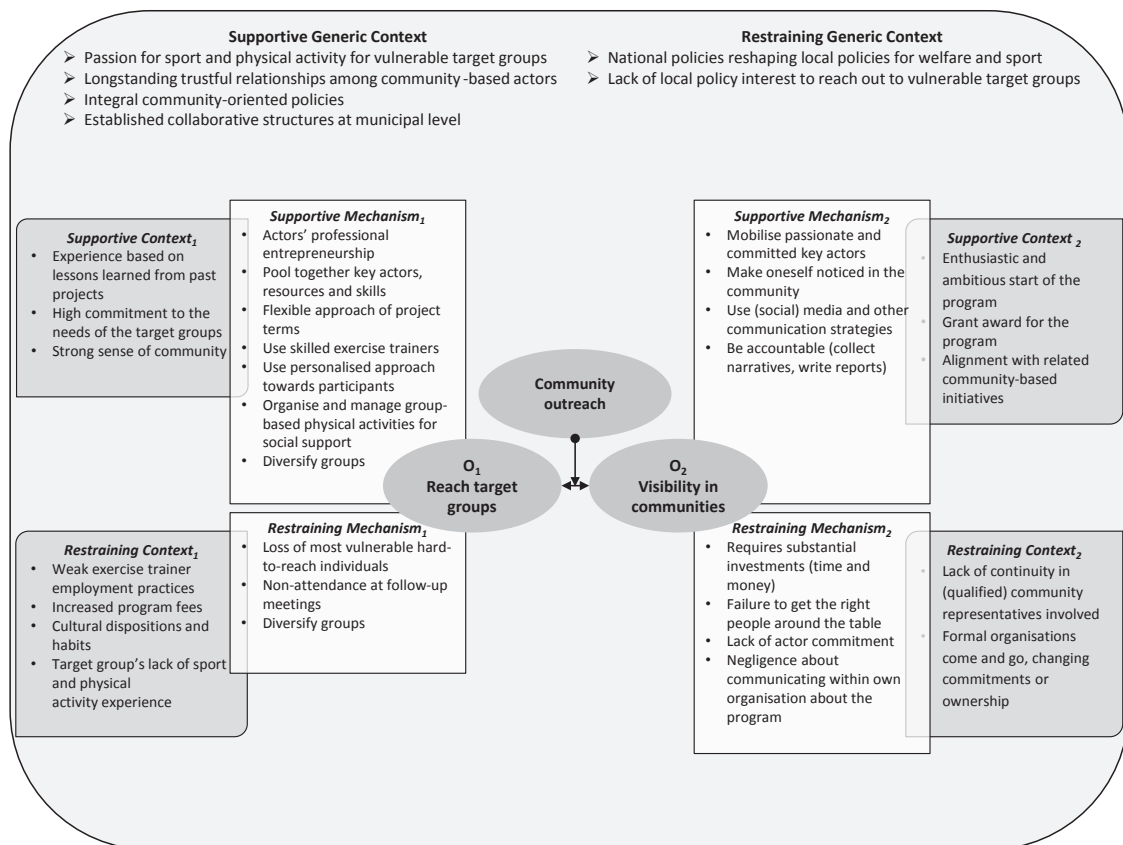 Supportive Generic Context
➢ Passion for sport and physical activity for vulnerable target groups
➢ Longstanding trustful relationships among community -based actors
➢ Integral community-oriented policies
➢ Established collaborative structures at municipal level
Restraining Generic Context
➢ National policies reshaping local policies for welfare and sport
➢ Lack of local policy interest to reach out to vulnerable target groups
Supportive Context1
• Experience based on
lessons learned from past
projects
• High commitment to the
needs of the target groups
• Strong sense of community
Supportive Mechanism1
• Actors’ professional
entrepreneurship
• Pool together key actors,
resources and skills
• Flexible approach of project
terms
• Use skilled exercise trainers
• Use personalised approach
towards participants
• Organise and manage group-
based physical activities for
social support
• Diversify groups
Supportive Mechanism2
• Mobilise passionate and
committed key actors
• Make oneself noticed in the
community
• Use (social) media and other
communication strategies
• Be accountable (collect
narratives, write reports)
Supportive Context 2
• Enthusiastic and
ambitious start of the
program
• Grant award for the
program
• Alignment with related
community-based
initiatives
Community
outreach
O1
Reach target
groups
O2
Visibility in
communities
Restraining Context1
• Weak exercise trainer
employment practices
• Increased program fees
• Cultural dispositions and
habits
• Target group’s lack of sport
and physical
activity experience
Restraining Mechanism1
• Loss of most vulnerable hard-
to-reach individuals
• Non-attendance at follow-up
meetings
• Diversify groups
Restraining Mechanism2
• Requires substantial
investments (time and
money)
• Failure to get the right
people around the table
• Lack of actor commitment
• Negligence about
communicating within own
organisation about the
program
Restraining Context2
• Lack of continuity in
(qualified) community
representatives involved
• Formal organisations
come and go, changing
commitments or
ownership